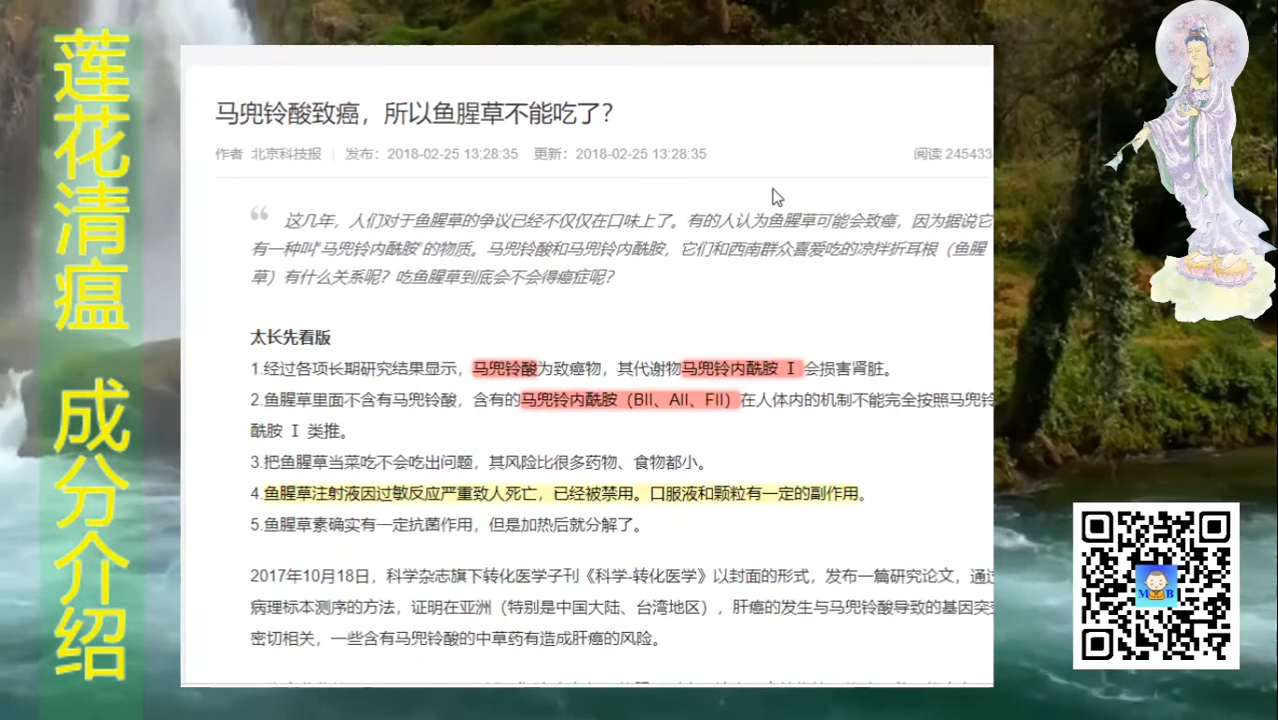 莲花清瘟 成分介绍
马兜铃酸致癌，所以鱼腥草不能吃了？
作者 北京科技报 | 发布：2018-02-25 13:28:35 更新：2018-02-25 13:28:35 阅读 245433
“ 这几年，人们对于鱼腥草的争议已经不仅仅在口味上了。有的人认为鱼腥草可能会致癌，因为据说它
有一种叫“马兜铃内酰胺”的物质。马兜铃酸和马兜铃内酰胺，它们和西南群众喜爱吃的凉拌折耳根（鱼腥
草）有什么关系呢？吃鱼腥草到底会不会得癌症呢？
太长先看版
1.经过各项长期研究结果显示，马兜铃酸为致癌物，其代谢物马兜铃内酰胺 Ⅰ 会损害肾脏。
2.鱼腥草里面不含有马兜铃酸，含有的马兜铃内酰胺（BII、AII、FII）在人体内的机制不能完全按照马兜铃
酰胺 Ⅰ 类推。
3.把鱼腥草当菜吃不会吃出问题，其风险比很多药物、食物都小。
4.鱼腥草注射液因过敏反应严重致人死亡，已经被禁用。口服液和颗粒有一定的副作用。
5.鱼腥草素确实有一定抗菌作用，但是加热后就分解了。
2017年10月18日，科学杂志旗下转化医学子刊《科学-转化医学》以封面的形式，发布一篇研究论文，通过
病理标本测序的方法，证明在亚洲（特别是中国大陆、台湾地区），肝癌的发生与马兜铃酸导致的基因突变
密切相关，一些含有马兜铃酸的中草药有造成肝癌的风险。
M B